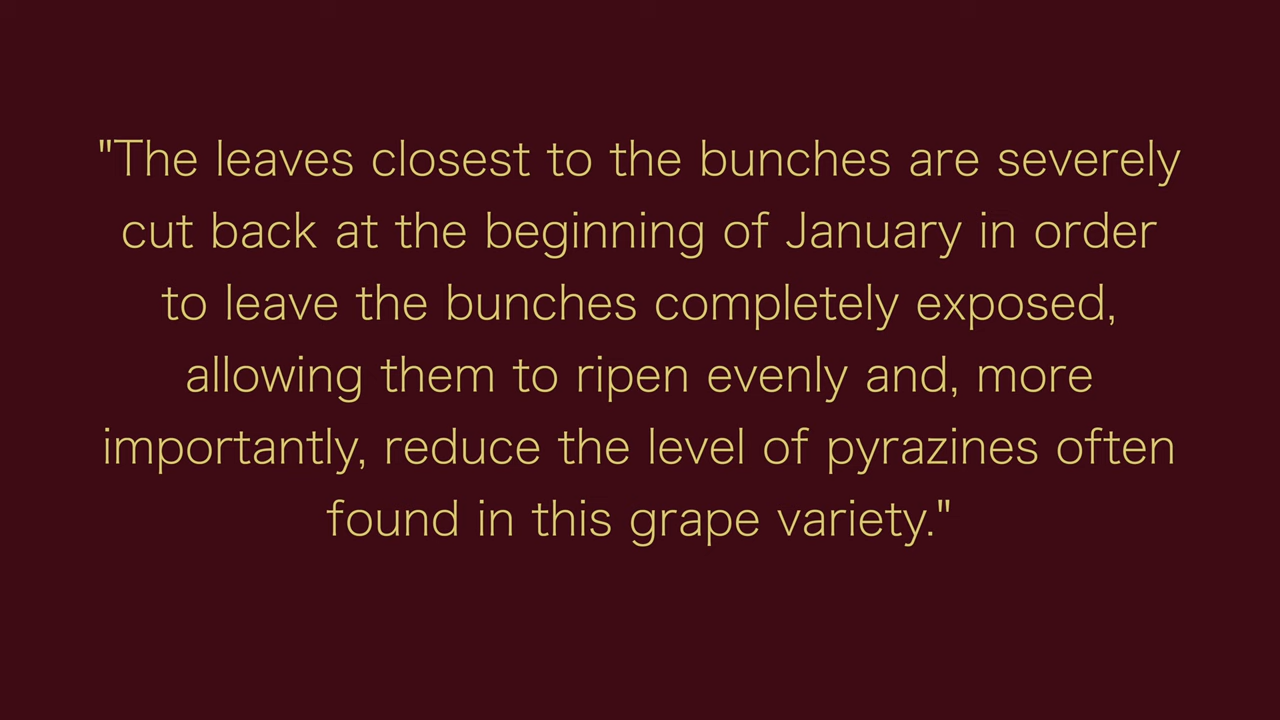 "The leaves closest to the bunches are severely
cut back at the beginning of January in order
to leave the bunches completely exposed,
allowing them to ripen evenly and, more
importantly, reduce the level of pyrazines often
found in this grape variety."